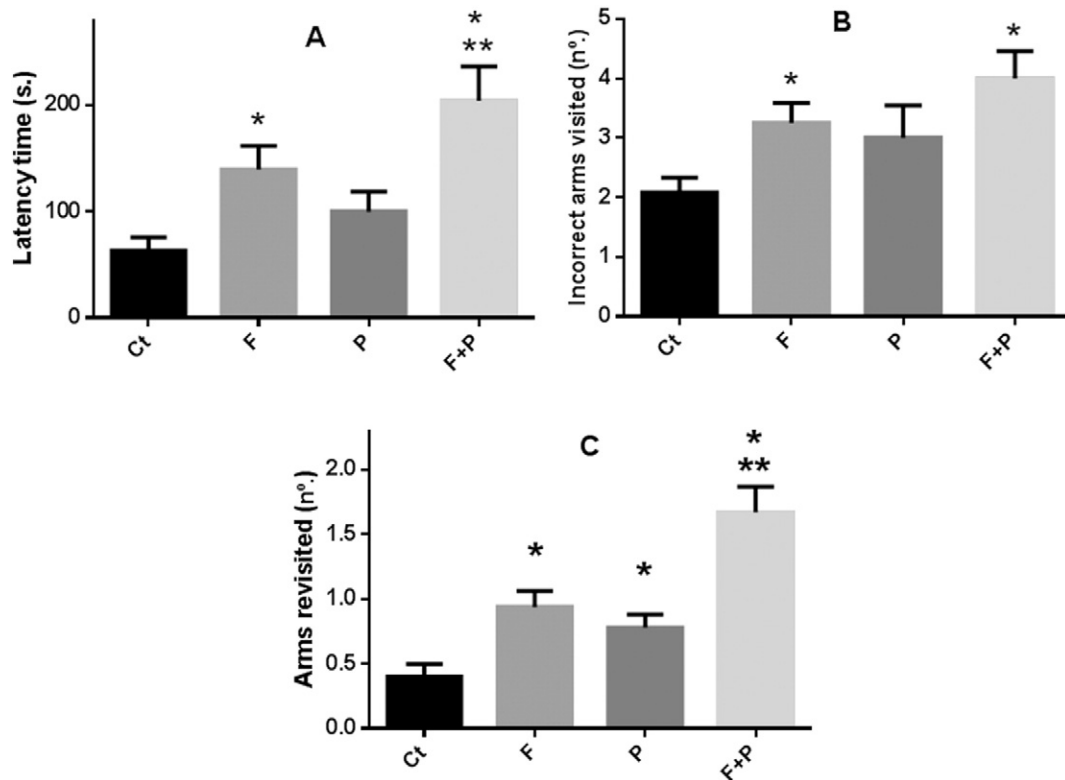 A
Latency time (s.)
200
100
0
*
*
**
Ct
F
P
F+P
B
Incorrect arms visited (nº.)
5
4
3
2
1
0
*
*
Ct
F
P
F+P
C
Arms revisited (nº.)
2.0
1.5
1.0
0.5
0.0
*
*
*
**
Ct
F
P
F+P